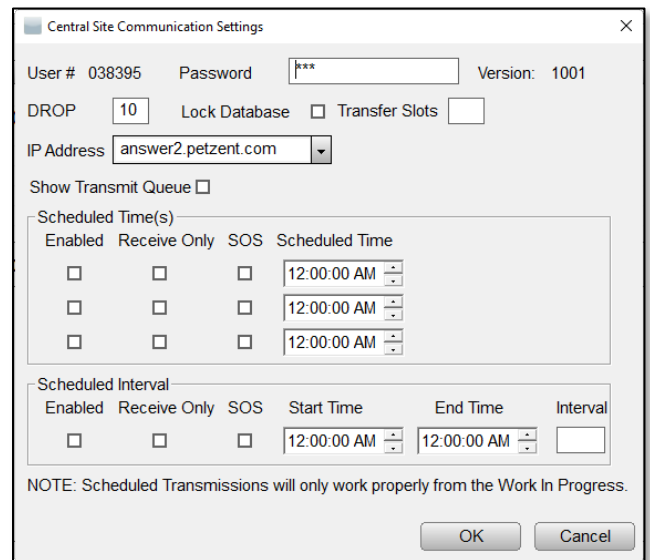 Central Site Communication Settings
User # 038395 Password *** Version: 1001
DROP 10 Lock Database Transfer Slots
IP Address answer2.petzent.com
Show Transmit Queue
Scheduled Time(s)
Enabled Receive Only SOS Scheduled Time
12:00:00 AM
12:00:00 AM
12:00:00 AM
Scheduled Interval
Enabled Receive Only SOS Start Time End Time Interval
12:00:00 AM 12:00:00 AM
NOTE: Scheduled Transmissions will only work properly from the Work In Progress.
OK Cancel